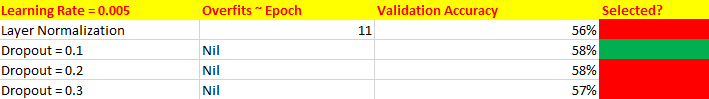 Learning Rate = 0.005 Overfits ~ Epoch Validation Accuracy Selected?
Layer Normalization 11 56%
Dropout = 0.1 Nil 58%
Dropout = 0.2 Nil 58%
Dropout = 0.3 Nil 57%